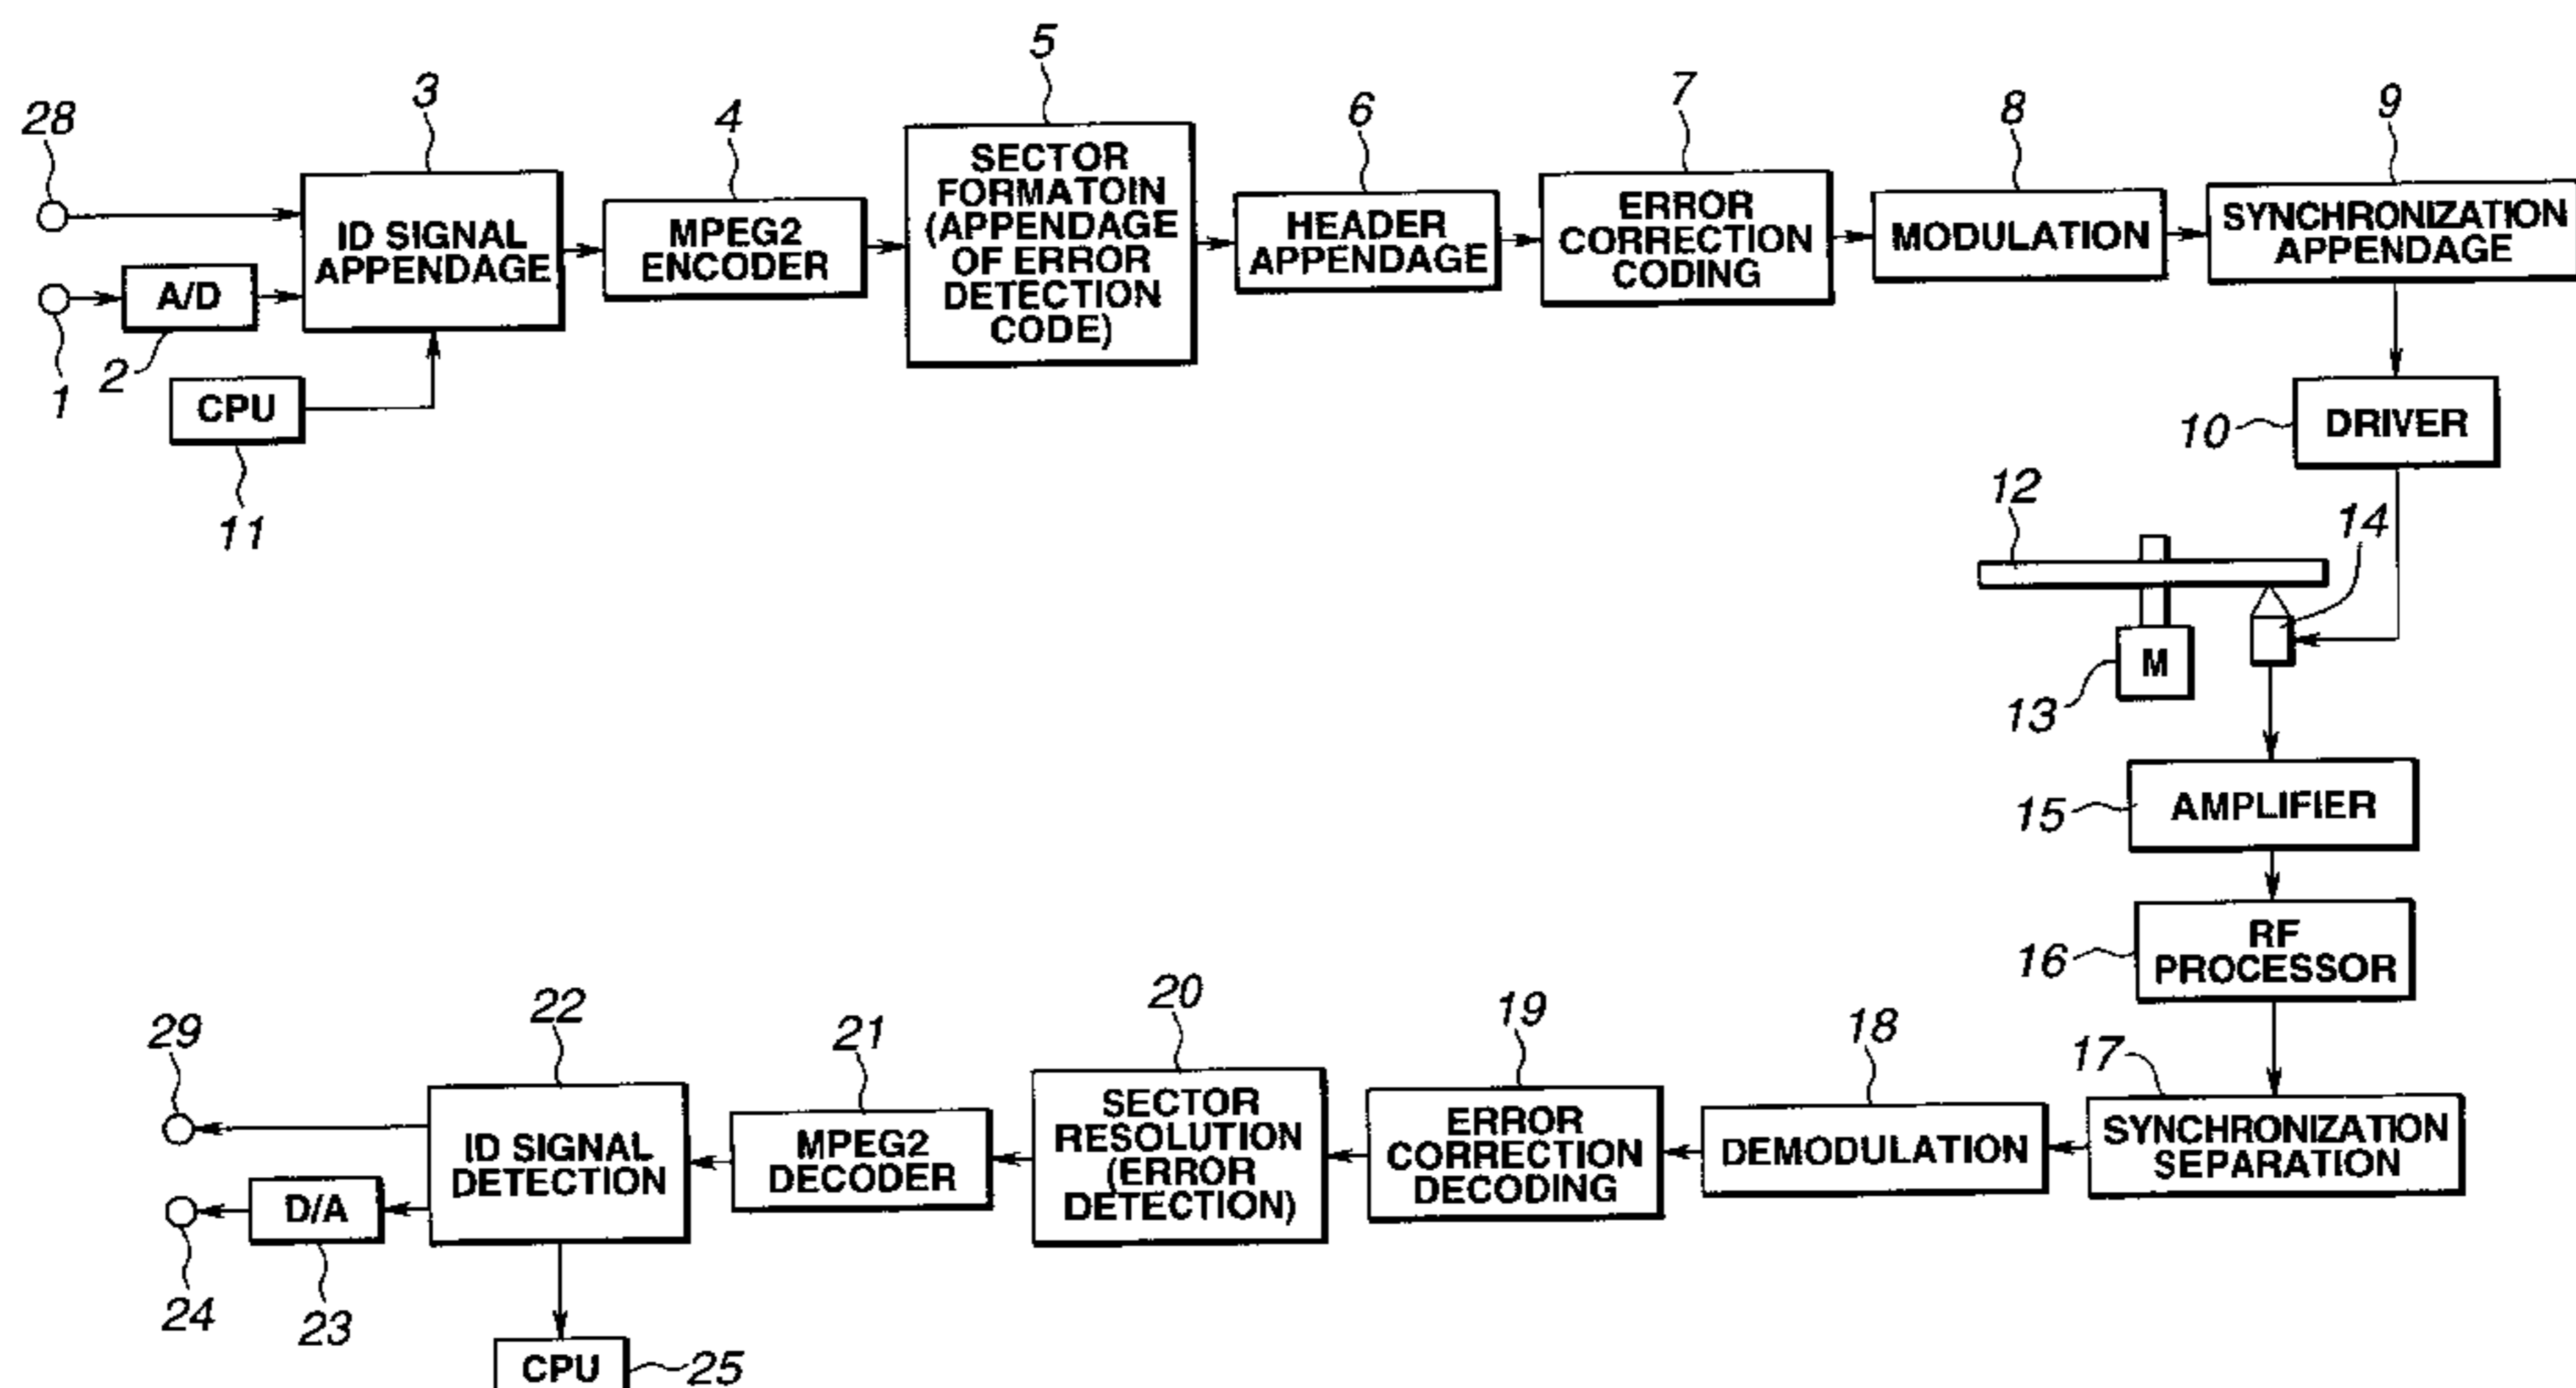 5
3
7
28
4
6
8
9
ID SIGNAL
APPENDAGE
MPEG2
ENCODER
SECTOR
FORMATOIN
(APPENDAGE
OF ERROR
DETECTION
CODE)
HEADER
APPENDAGE
ERROR
CORRECTION
CODING
MODULATION
SYNCHRONIZATION
APPENDAGE
A/D
1
2
CPU
11
10
DRIVER
12
14
M
13
15
AMPLIFIER
16
RF
PROCESSOR
29
22
21
20
19
18
17
ID SIGNAL
DETECTION
MPEG2
DECODER
SECTOR
RESOLUTION
(ERROR
DETECTION)
ERROR
CORRECTION
DECODING
DEMODULATION
SYNCHRONIZATION
SEPARATION
D/A
24
23
CPU
25